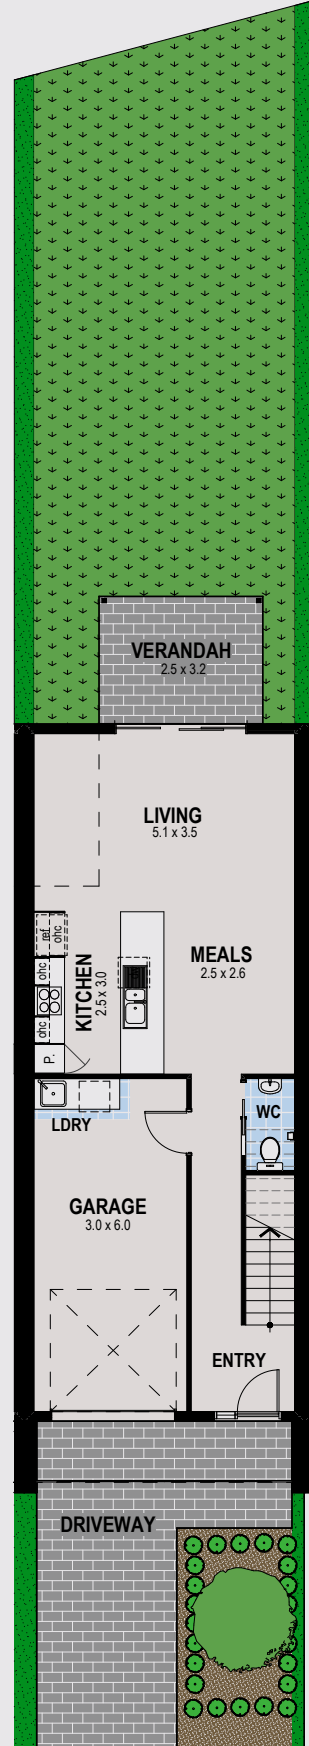 VERANDAH
2.5 x 3.2
LIVING
5.1 x 3.5
MEALS
2.5 x 2.6
ref
ohc
ohc
KITCHEN
2.5 x 3.0
ohc
P.
LDRY
WC
GARAGE
3.0 x 6.0
ENTRY
DRIVEWAY